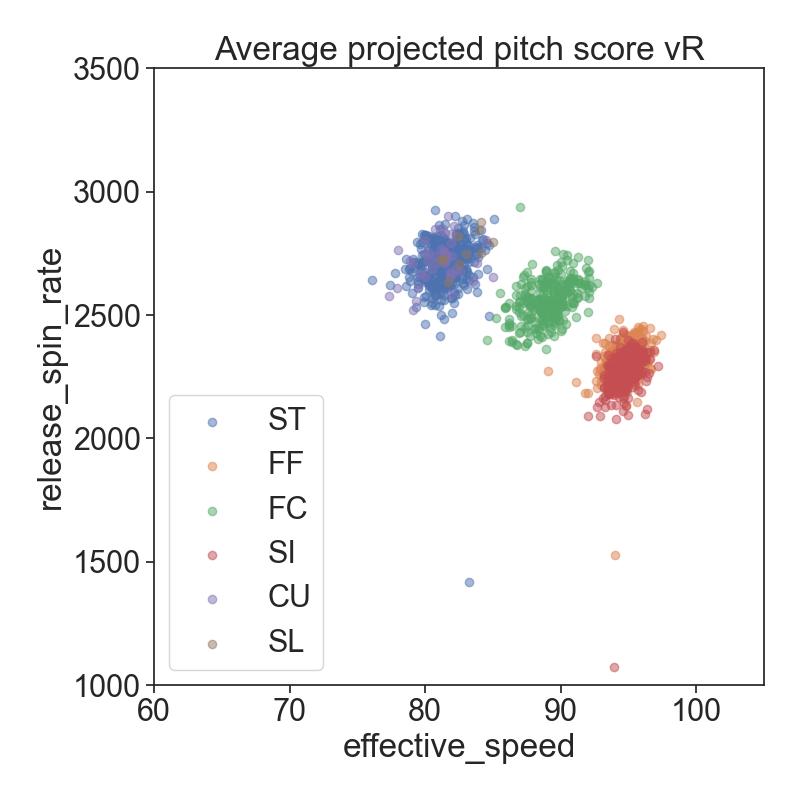 Average projected pitch score vR
3500
3000
2500
2000
1500
1000
release_spin_rate
ST
FF
FC
SI
CU
SL
60 70 80 90 100
effective_speed